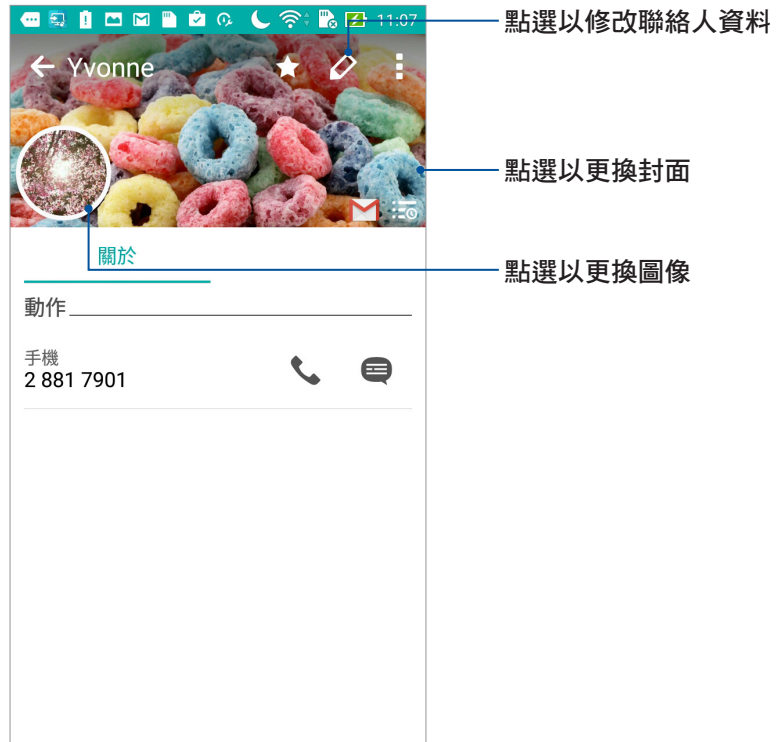 11:07
點選以修改聯絡人資料
Yvonne
點選以更換封面
關於
點選以更換圖像
動作
手機
2 881 7901